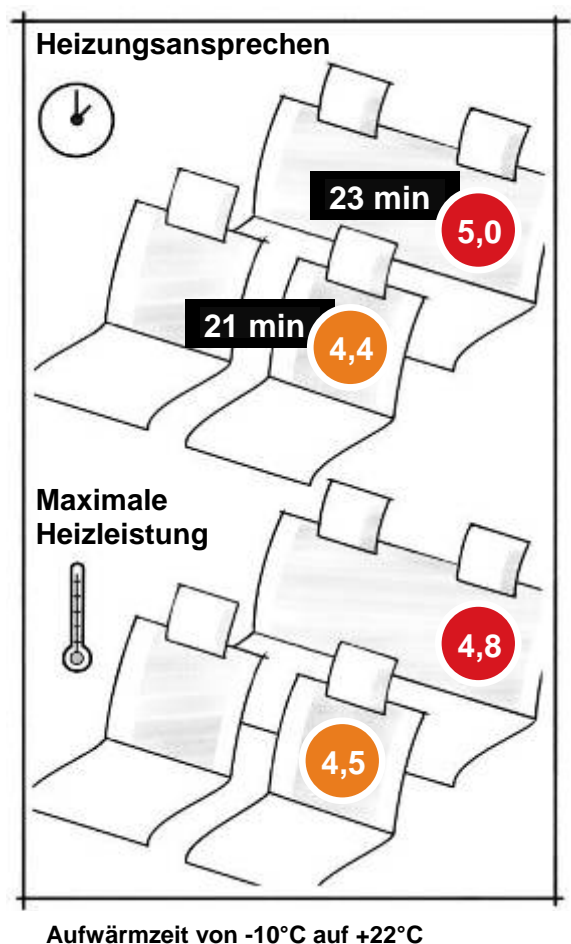 Heizungsansprechen
23 min
5,0
21 min
4,4
Maximale
Heizleistung
4,8
4,5
Aufwärmzeit von -10°C auf +22°C